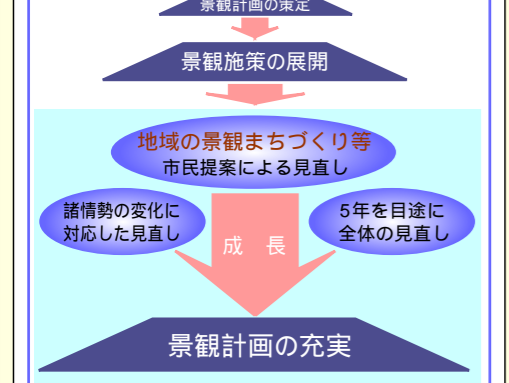 景観計画の策定
景観施策の展開
地域の景観まちづくり等
市民提案による見直し
諸情勢の変化に
対応した見直し
5年を目途に
全体の見直し
成 長
景観計画の充実